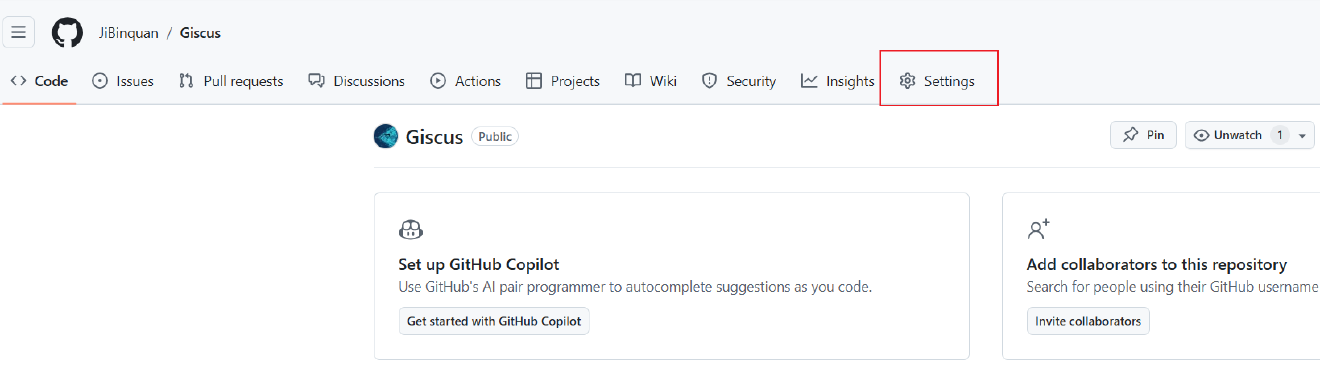 JiBinquan / Giscus
Code Issues Pull requests Discussions Actions Projects Wiki Security Insights Settings
Giscus Public Pin Unwatch 1
Set up GitHub Copilot
Use GitHub's AI pair programmer to autocomplete suggestions as you code.
Get started with GitHub Copilot
Add collaborators to this repository
Search for people using their GitHub username
Invite collaborators